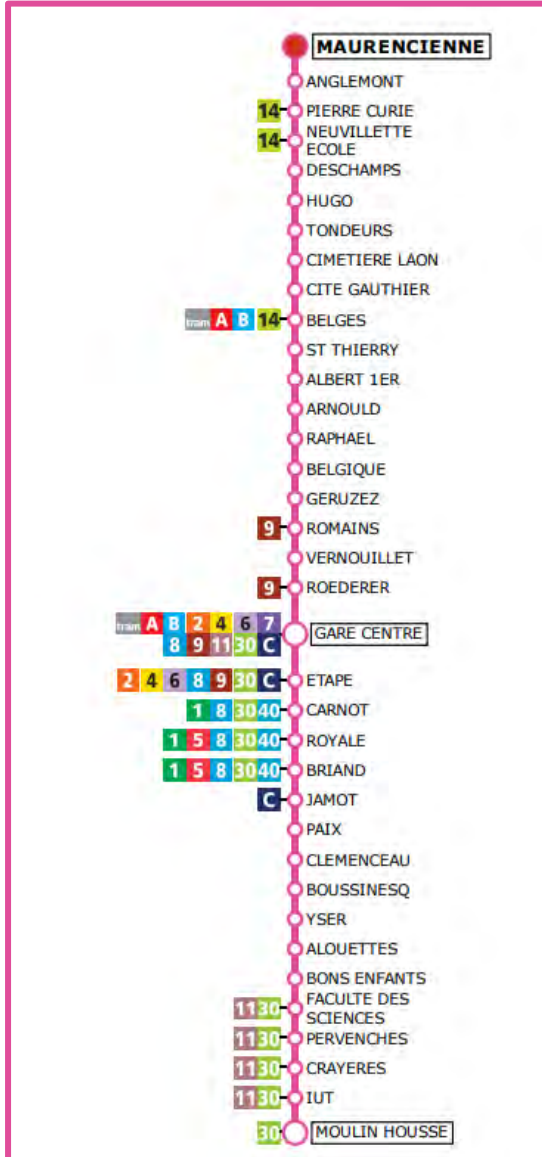 MAURENCIENNE
ANGLEMONT
14 PIERRE CURIE
14 NEUVILLETTE
ECOLE
DESCHAMPS
HUGO
TONDEURS
CIMETIERE LAON
CITE GAUTHIER
tram A B 14 BELGES
ST THIERRY
ALBERT 1ER
ARNOULD
RAPHAEL
BELGIQUE
GERUZEZ
9 ROMAINS
VERNOUILLET
9 ROEDERER
tram A B 2 4 6 7
8 9 11 30 C GARE CENTRE
2 4 6 8 9 30 C ETAPE
1 8 30 40 CARNOT
1 5 8 30 40 ROYALE
1 5 8 30 40 BRIAND
C JAMOT
PAIX
CLEMENCEAU
BOUSSINESQ
YSER
ALOUETTES
BONS ENFANTS
11 30 FACULTE DES
SCIENCES
11 30 PERVENCHES
11 30 CRAYERES
11 30 IUT
30 MOULIN HOUSSE